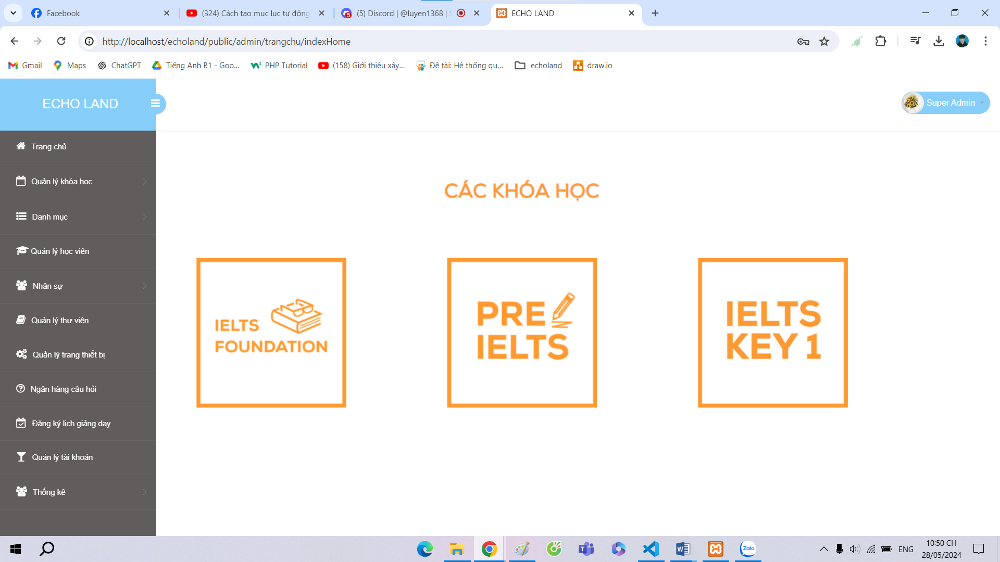 Facebook
(324) Cách tạo mục lục tự động
(5) Discord | @luyen1368 | S
ECHO LAND
http://localhost/echoland/public/admin/trangchu/indexHome
Gmail
Maps
ChatGPT
Tiếng Anh B1 - Goo...
PHP Tutorial
(158) Giới thiệu xây...
Đề tài: Hệ thống qu...
echoland
draw.io
ECHO LAND
Super Admin
Trang chủ
Quản lý khóa học
Danh mục
Quản lý học viên
Nhân sự
Quản lý thư viện
Quản lý trang thiết bị
Ngân hàng câu hỏi
Đăng ký lịch giảng dạy
Quản lý tài khoản
Thống kê
CÁC KHÓA HỌC
IELTS
FOUNDATION
PRE
IELTS
IELTS
KEY 1
Zalo
ENG
10:50 CH
28/05/2024